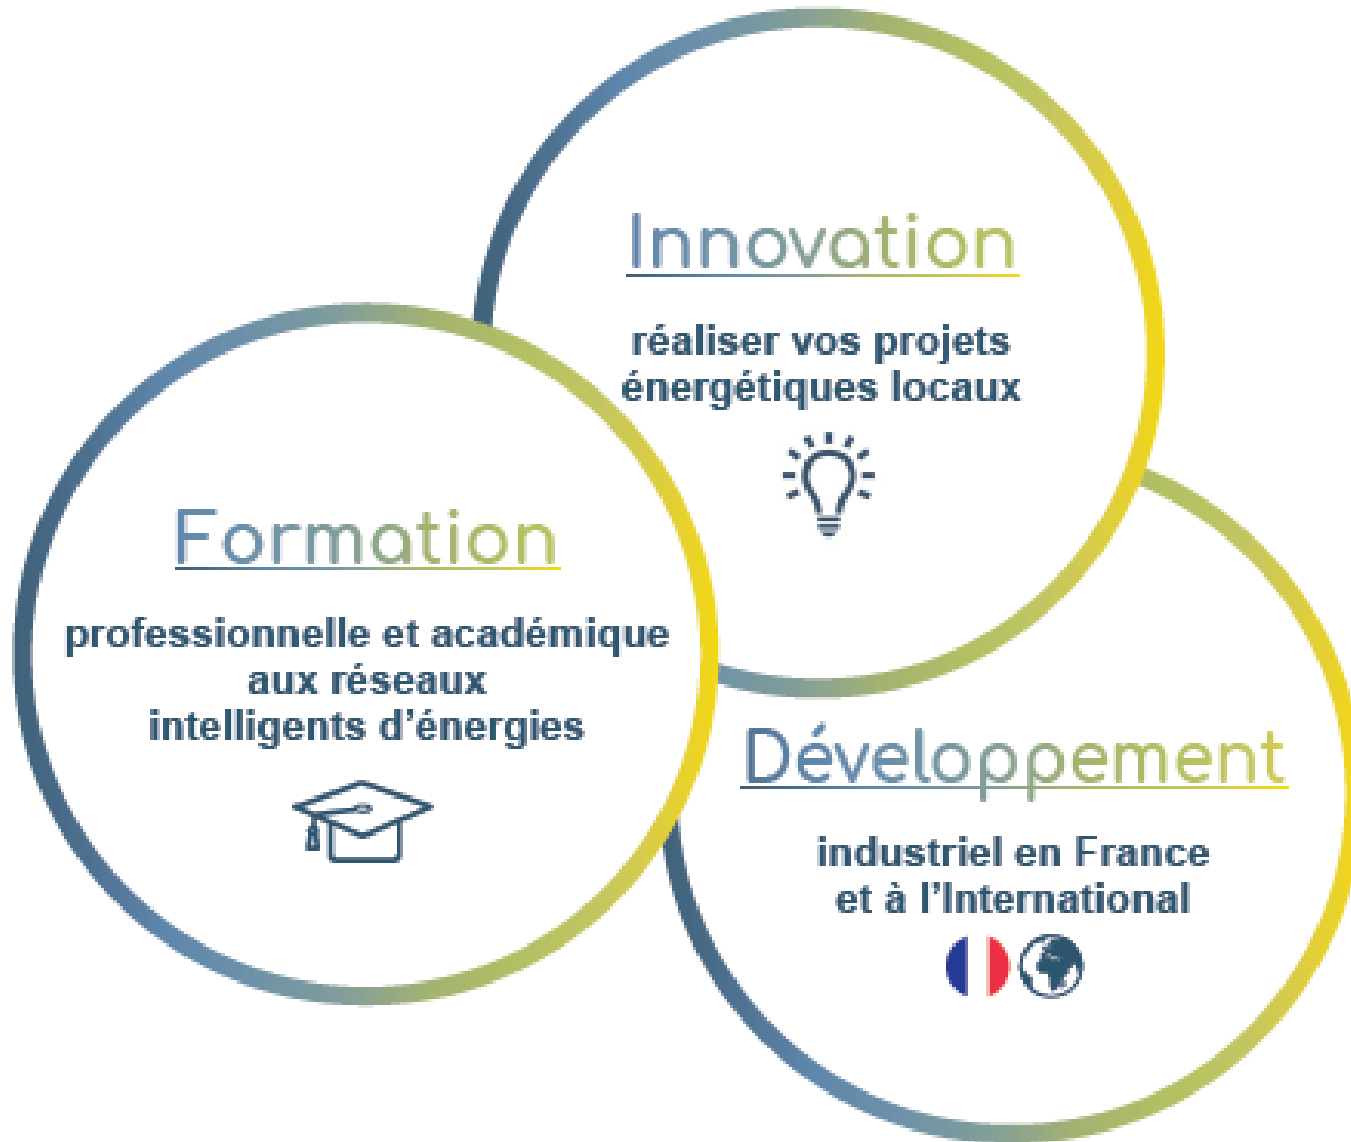 Innovation
réaliser vos projets
énergétiques locaux
Formation
professionnelle et académique
aux réseaux
intelligents d’énergies
Développement
industriel en France
et à l’International